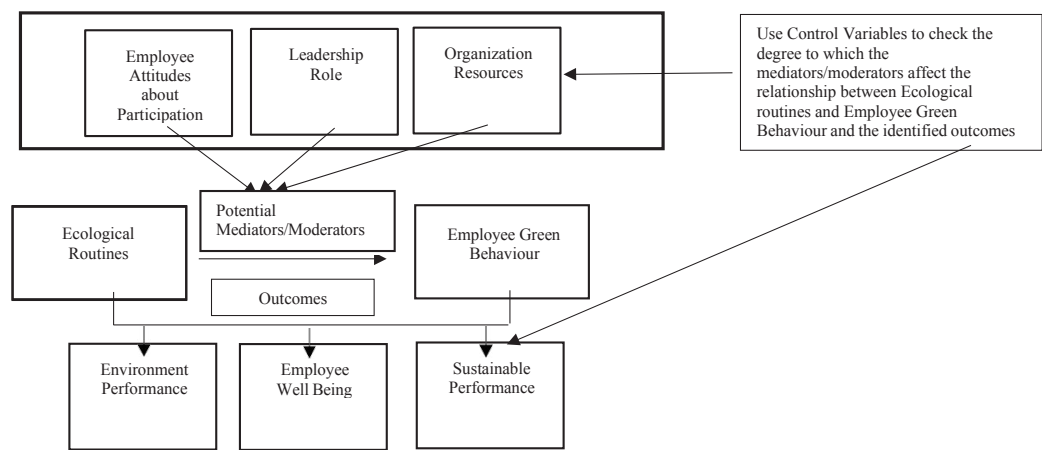 Employee
Attitudes
about
Participation
Leadership
Role
Organization
Resources
Use Control Variables to check the
degree to which the
mediators/moderators affect the
relationship between Ecological
routines and Employee Green
Behaviour and the identified outcomes
Potential
Mediators/Moderators
Ecological
Routines
Employee Green
Behaviour
Outcomes
Environment
Performance
Employee
Well Being
Sustainable
Performance